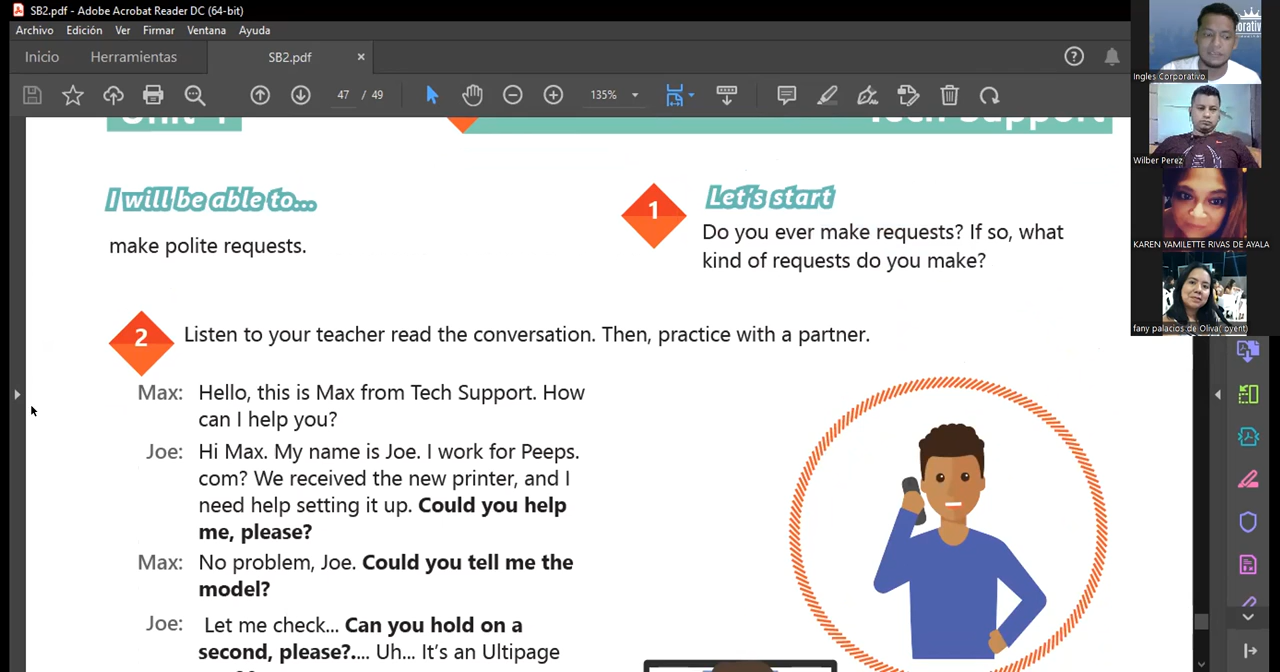 SB2.pdf - Adobe Acrobat Reader DC (64-bit)
Archivo Edición Ver Firmar Ventana Ayuda
Inicio Herramientas SB2.pdf
47 / 49 135%
Tech Support
I will be able to...
make polite requests.
1 Let's start
Do you ever make requests? If so, what
kind of requests do you make?
2 Listen to your teacher read the conversation. Then, practice with a partner.
Max: Hello, this is Max from Tech Support. How
can I help you?
Joe: Hi Max. My name is Joe. I work for Peeps.
com? We received the new printer, and I
need help setting it up. Could you help
me, please?
Max: No problem, Joe. Could you tell me the
model?
Joe: Let me check... Can you hold on a
second, please?.... Uh... It's an Ultipage
Ingles Corporativo
Wilber Perez
KAREN YAMILETTE RIVAS DE AYALA
fany palacios de Oliva( oyent)